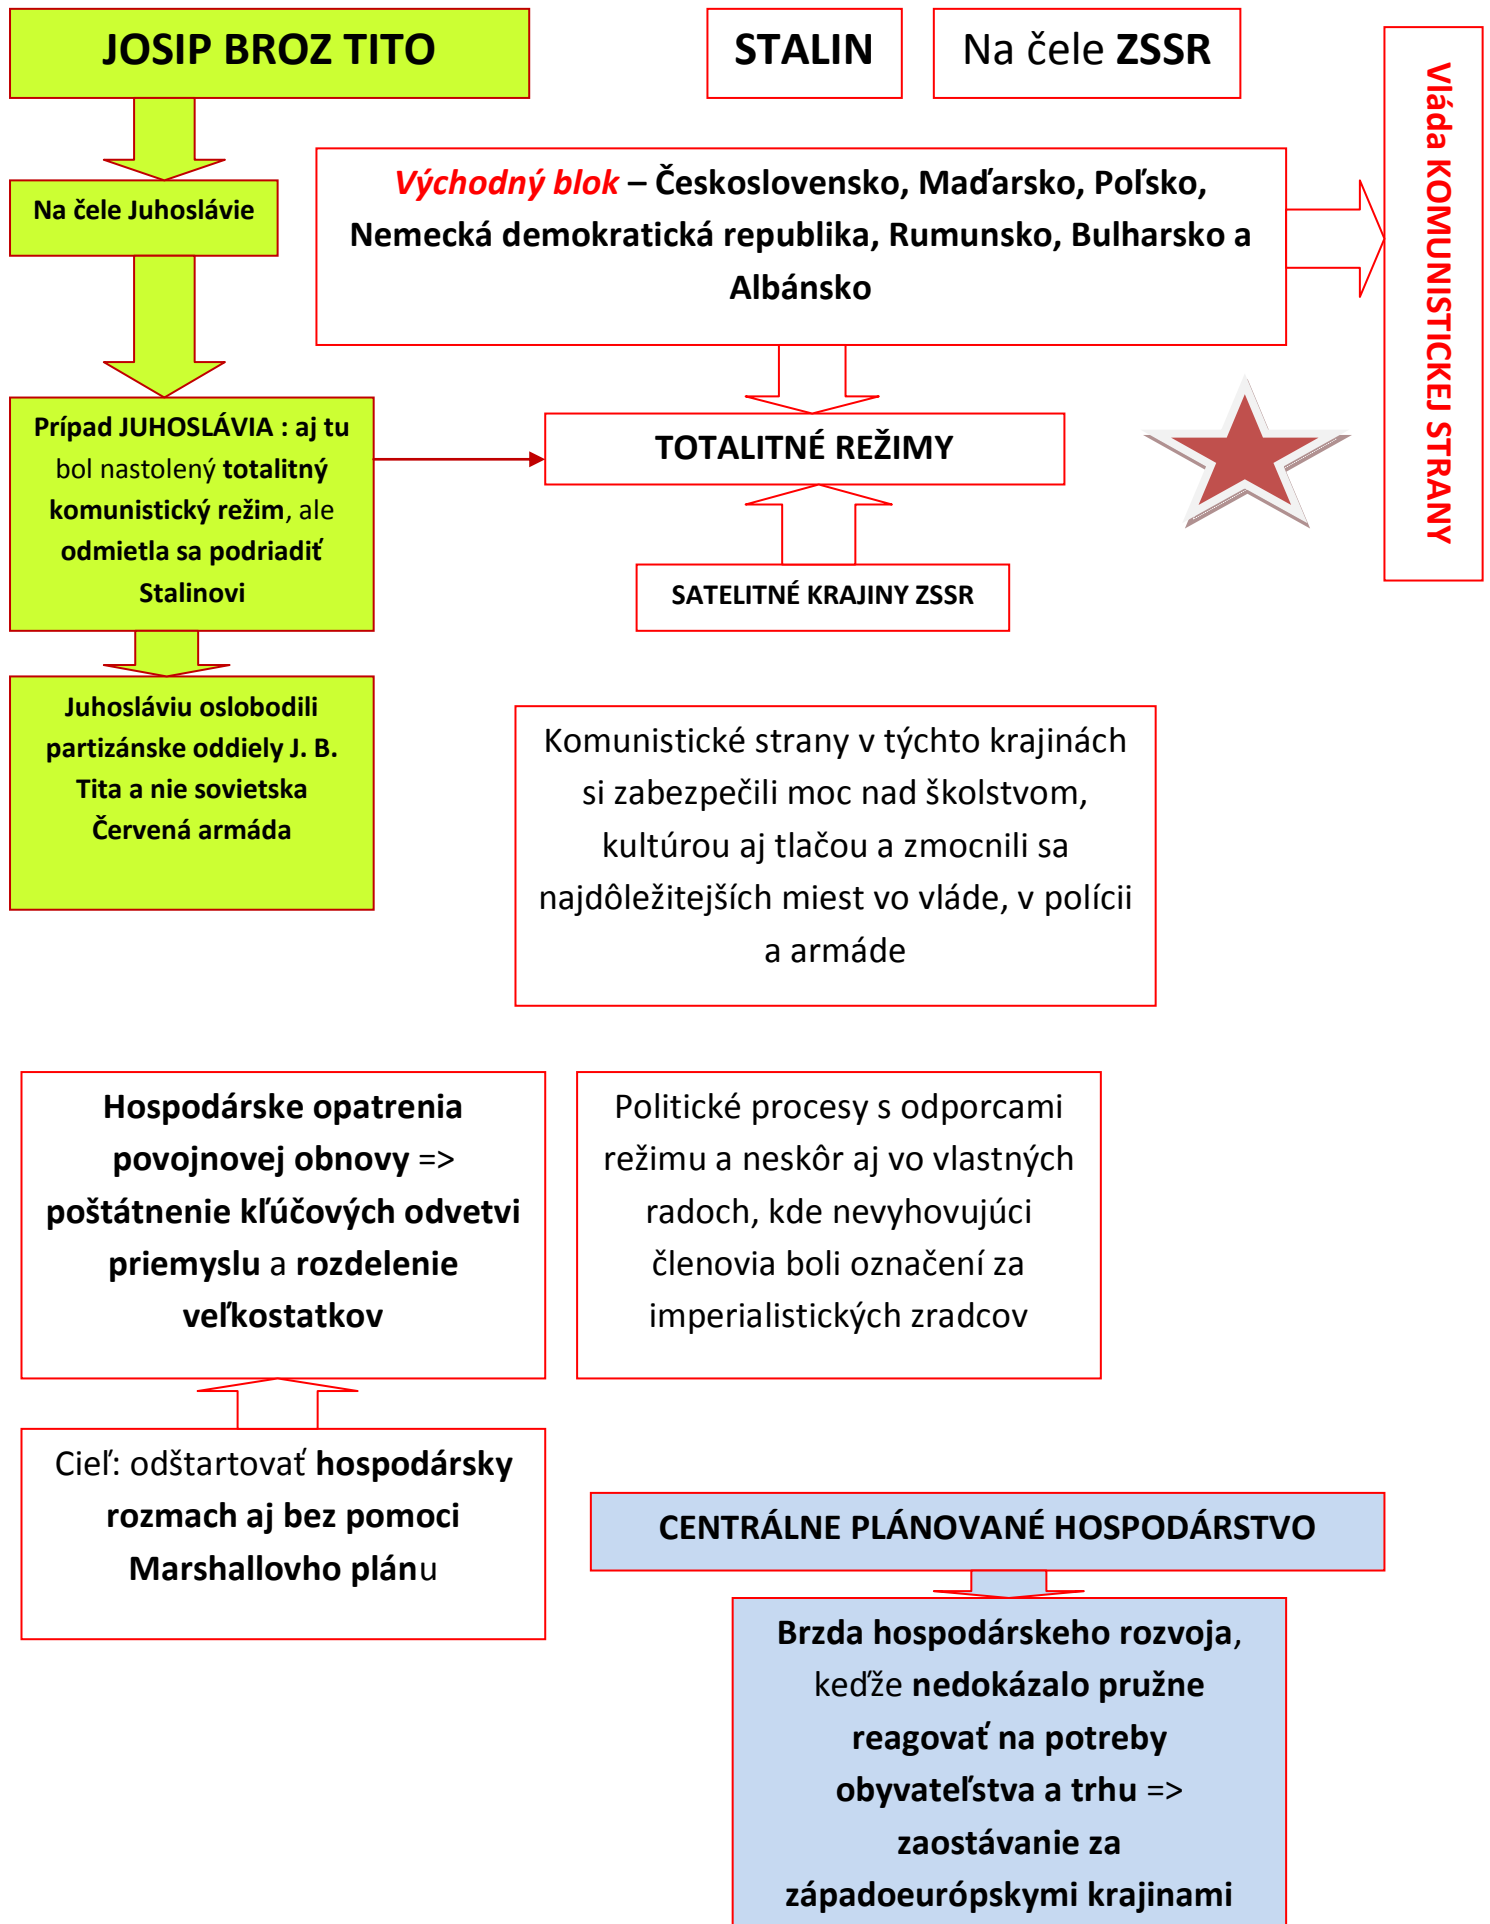 JOSIP BROZ TITO
STALIN
Na čele ZSSR
Vláda KOMUNISTICKEJ STRANY
Na čele Juhoslávie
Východný blok – Československo, Maďarsko, Poľsko,
Nemecká demokratická republika, Rumunsko, Bulharsko a
Albánsko
Prípad JUHOSLÁVIA : aj tu
bol nastolený totalitný
komunistický režim, ale
odmietla sa podriadiť
Stalinovi
TOTALITNÉ REŽIMY
SATELITNÉ KRAJINY ZSSR
Juhosláviu oslobodili
partizánske oddiely J. B.
Tita a nie sovietska
Červená armáda
Komunistické strany v týchto krajinách
si zabezpečili moc nad školstvom,
kultúrou aj tlačou a zmocnili sa
najdôležitejších miest vo vláde, v polícii
a armáde
Hospodárske opatrenia
povojnovej obnovy =>
poštátnenie kľúčových odvetvi
priemyslu a rozdelenie
veľkostatkov
Politické procesy s odporcami
režimu a neskôr aj vo vlastných
radoch, kde nevyhovujúci
členovia boli označení za
imperialistických zradcov
Cieľ: odštartovať hospodársky
rozmach aj bez pomoci
Marshallovho plánu
CENTRÁLNE PLÁNOVANÉ HOSPODÁRSTVO
Brzda hospodárskeho rozvoja,
keďže nedokázalo pružne
reagovať na potreby
obyvateľstva a trhu =>
zaostávanie za
západoeurópskymi krajinami